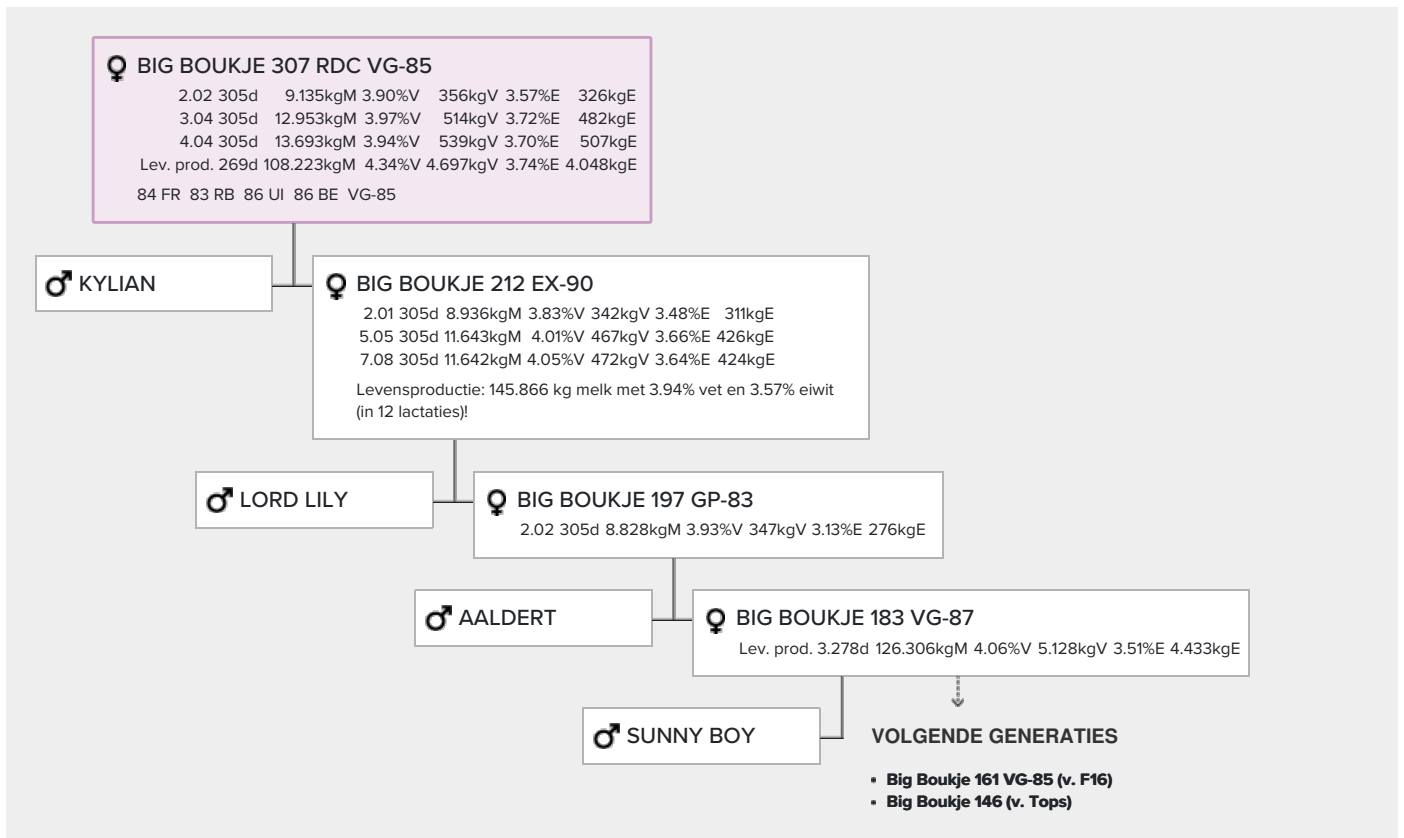 BIG BOUKJE 307 RDC VG-85
2.02 305d 9.135kgM 3.90%V 356kgV 3.57%E 326kgE
3.04 305d 12.953kgM 3.97%V 514kgV 3.72%E 482kgE
4.04 305d 13.693kgM 3.94%V 539kgV 3.70%E 507kgE
Lev. prod. 269d 108.223kgM 4.34%V 4.697kgV 3.74%E 4.048kgE
84 FR 83 RB 86 UI 86 BE VG-85
KYLIAN
BIG BOUKJE 212 EX-90
2.01 305d 8.936kgM 3.83%V 342kgV 3.48%E 311kgE
5.05 305d 11.643kgM 4.01%V 467kgV 3.66%E 426kgE
7.08 305d 11.642kgM 4.05%V 472kgV 3.64%E 424kgE
Levensproductie: 145.866 kg melk met 3.94% vet en 3.57% eiwit
(in 12 lactaties)!
LORD LILY
BIG BOUKJE 197 GP-83
2.02 305d 8.828kgM 3.93%V 347kgV 3.13%E 276kgE
AALDERT
BIG BOUKJE 183 VG-87
Lev. prod. 3.278d 126.306kgM 4.06%V 5.128kgV 3.51%E 4.433kgE
SUNNY BOY
VOLGENDE GENERATIES
• Big Boukje 161 VG-85 (v. F16)
• Big Boukje 146 (v. Tops)